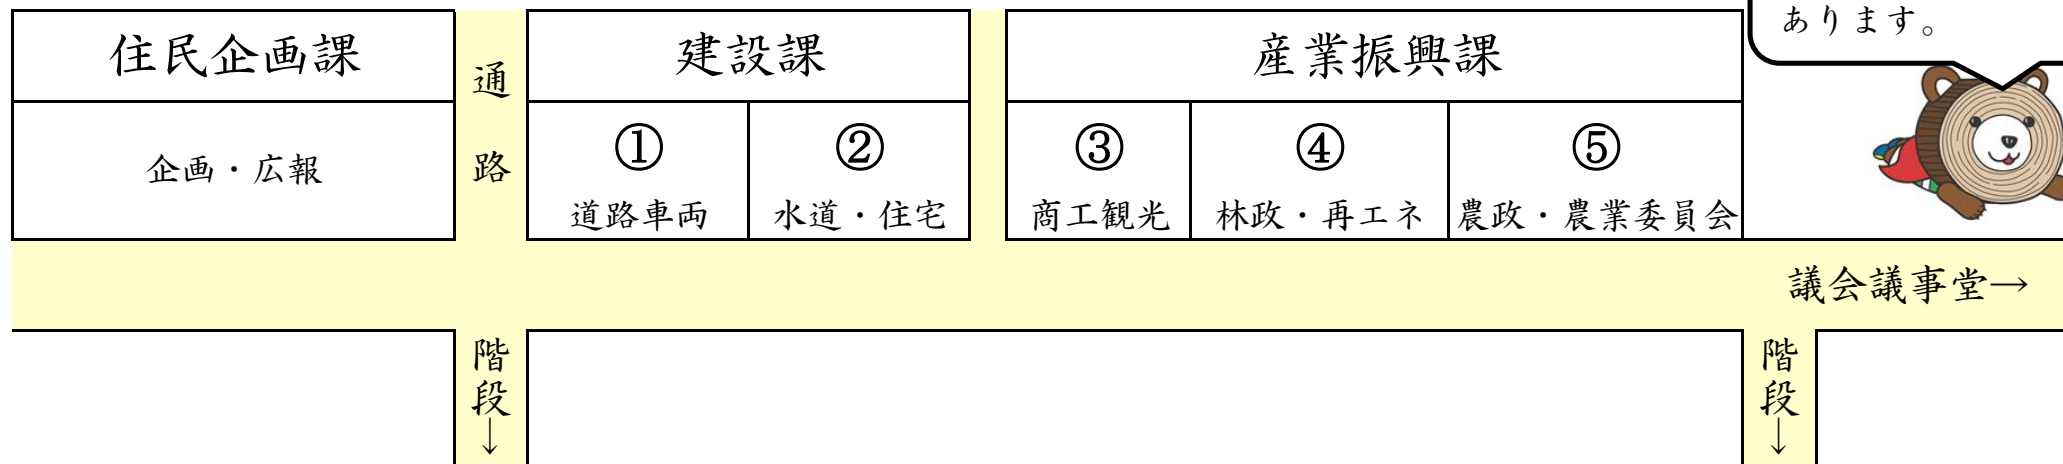 あります。
住民企画課
通路
建設課
産業振興課
企画・広報
①
道路車両
②
水道・住宅
③
商工観光
④
林政・再エネ
⑤
農政・農業委員会
議会議事堂→
階段↓
階段↓